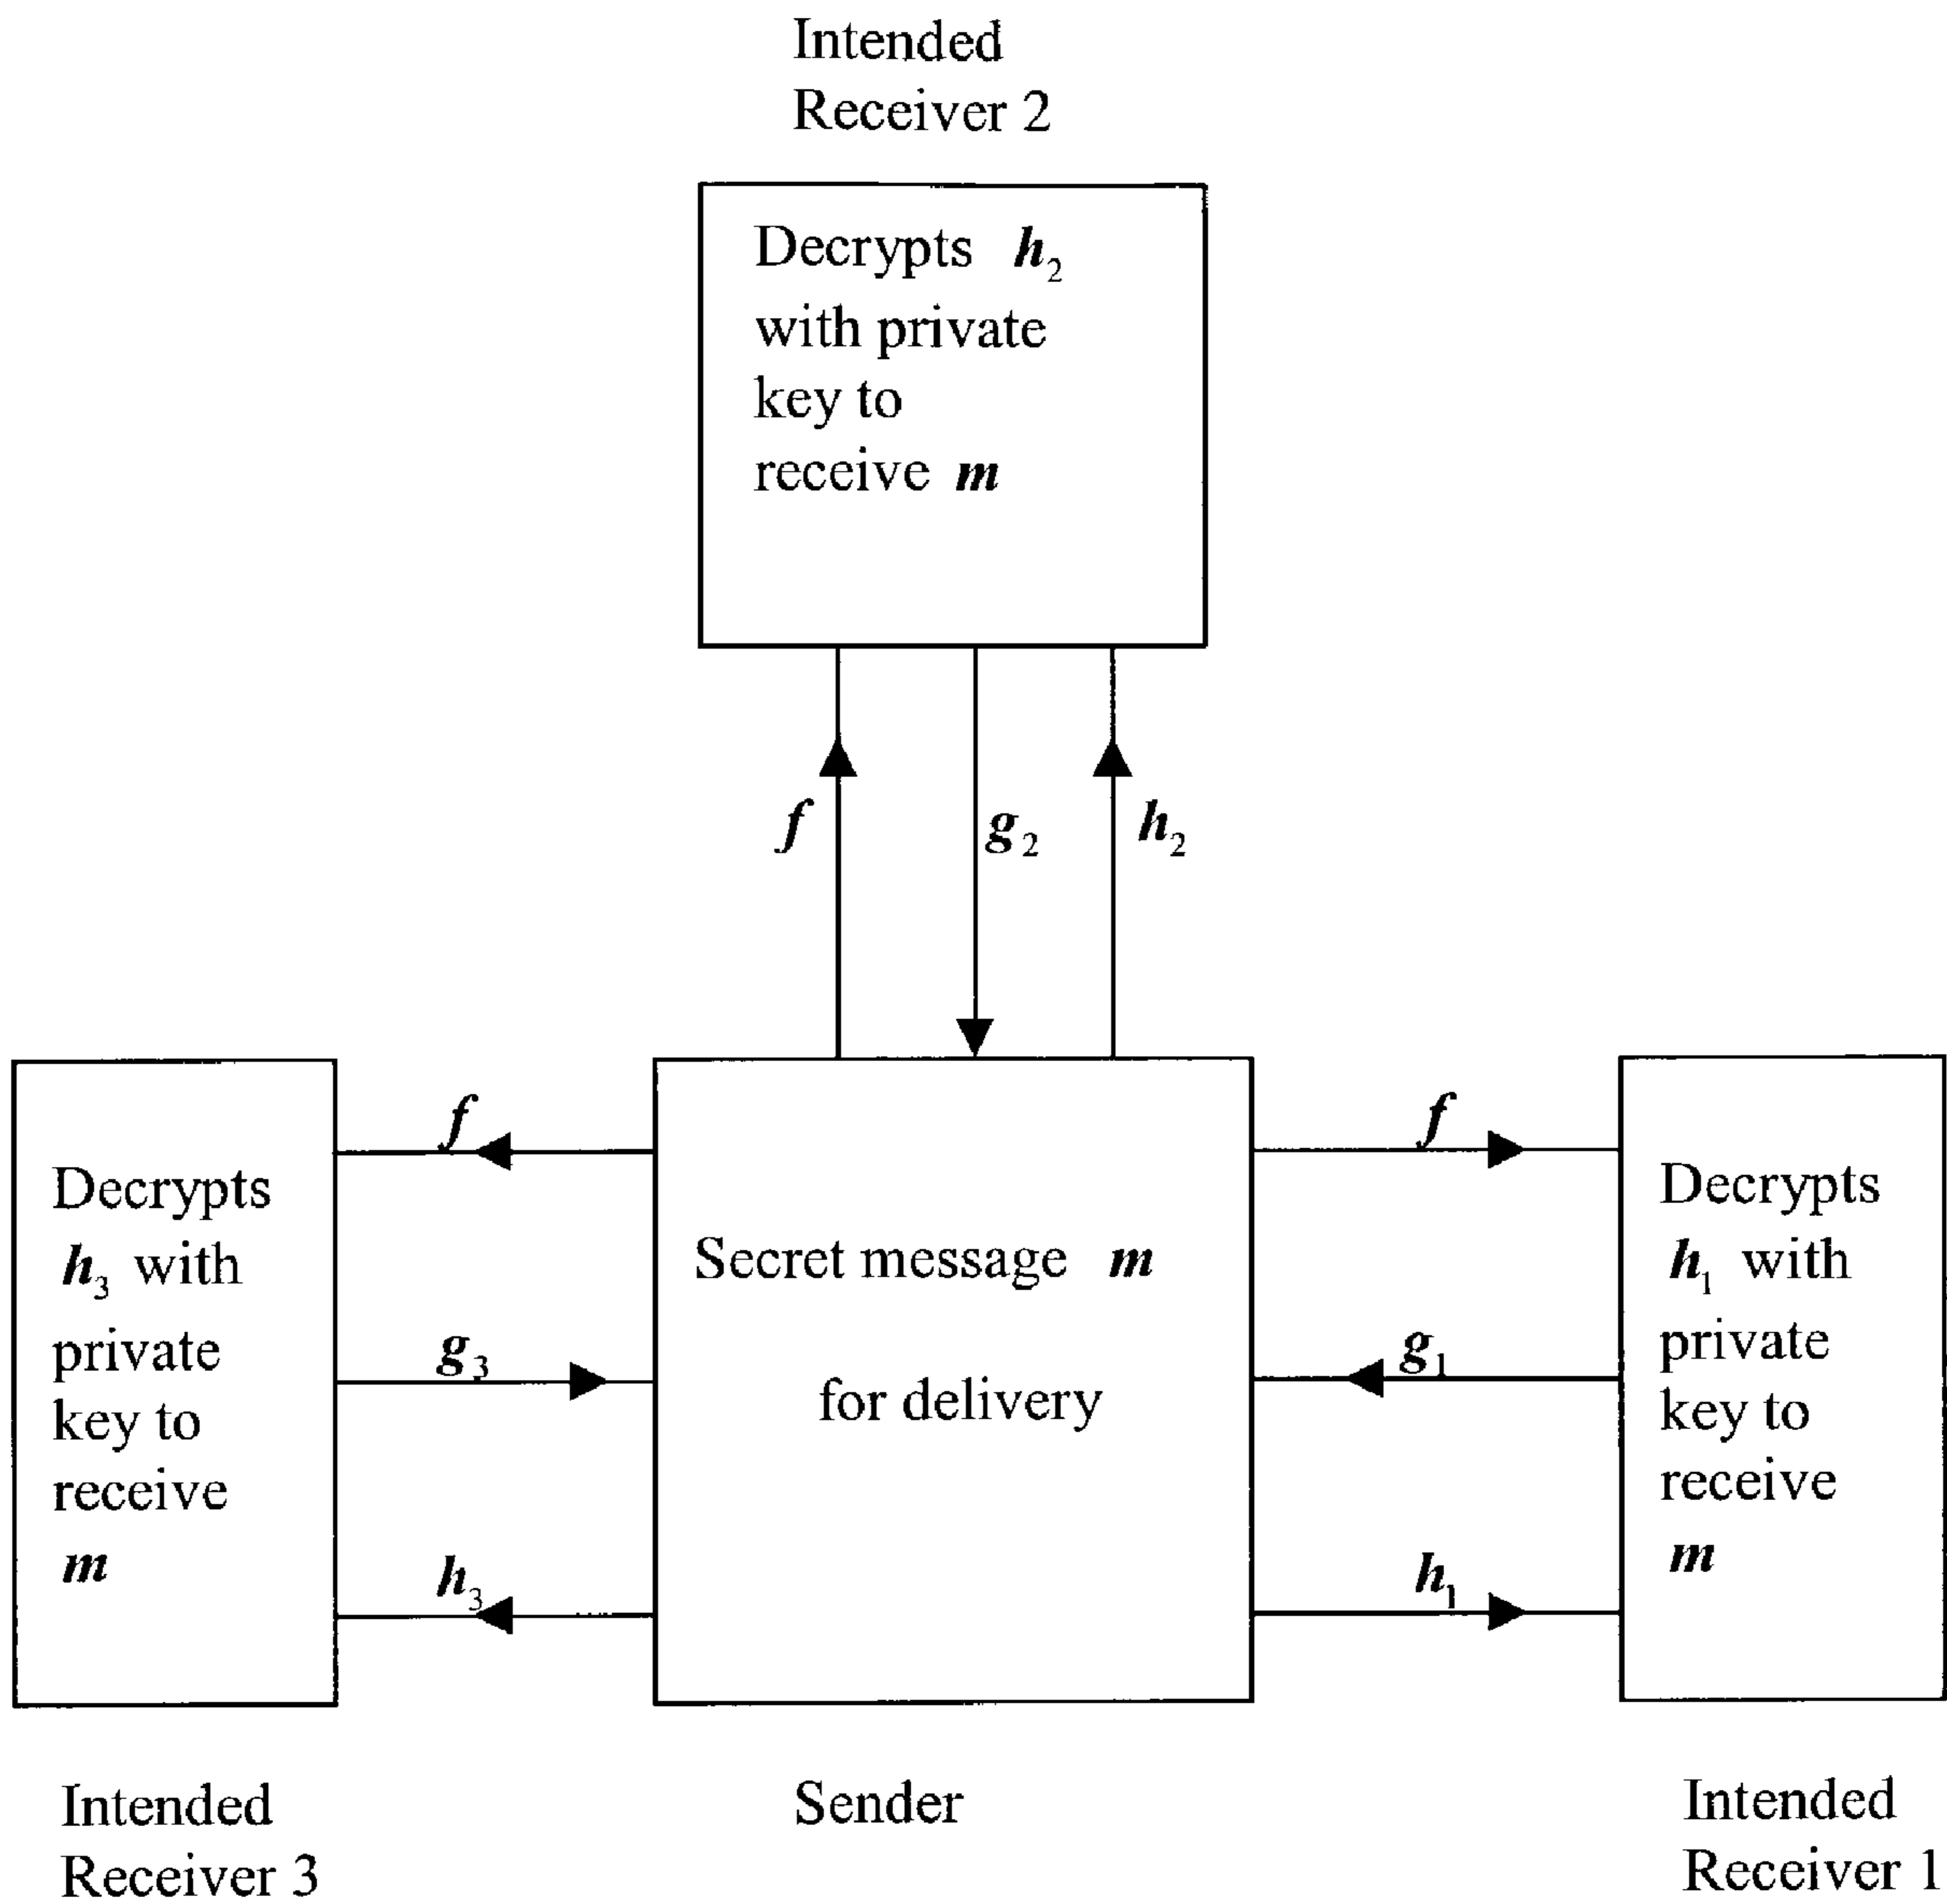 Intended
Receiver 2
Decrypts h₂
with private
key to
receive m
f
g₂
h₂
Decrypts
h₃ with
private
key to
receive
m
f
g₃
h₃
Secret message m
for delivery
f
g₁
h₁
Decrypts
h₁ with
private
key to
receive
m
Intended
Receiver 3
Sender
Intended
Receiver 1